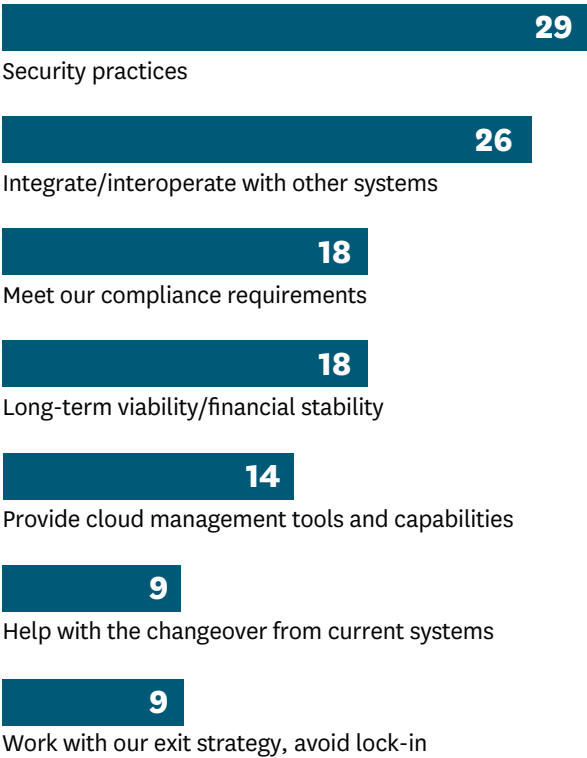 29
Security practices
26
Integrate/interoperate with other systems
18
Meet our compliance requirements
18
Long-term viability/financial stability
14
Provide cloud management tools and capabilities
9
Help with the changeover from current systems
9
Work with our exit strategy, avoid lock-in